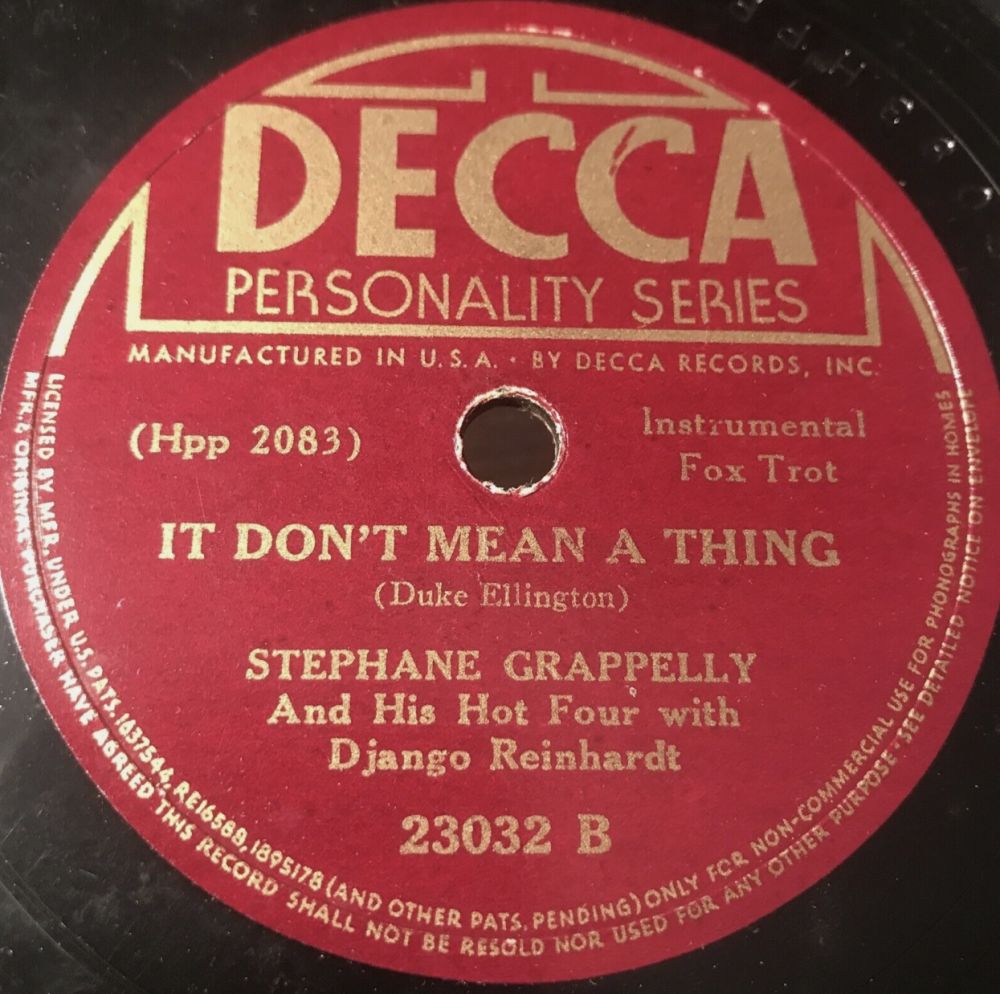 DECCA
PERSONALITY SERIES
MANUFACTURED IN U.S.A. · BY DECCA RECORDS, INC.
(Hpp 2083)
Instrumental
Fox Trot
IT DON'T MEAN A THING
(Duke Ellington)
STEPHANE GRAPPELLY
And His Hot Four with
Django Reinhardt
23032 B
LICENSED BY MFR. UNDER U.S. PATS. 1637544, RE16588, 1895178 (AND OTHER PATS. PENDING) ONLY FOR NON-COMMERCIAL USE FOR PHONOGRAPHS IN HOMES
MFR. & ORIGINAL PURCHASER HAVE AGREED THIS RECORD SHALL NOT BE RESOLD NOR USED FOR ANY OTHER PURPOSE · SEE DETAILED NOTICE ON ENVELOPE